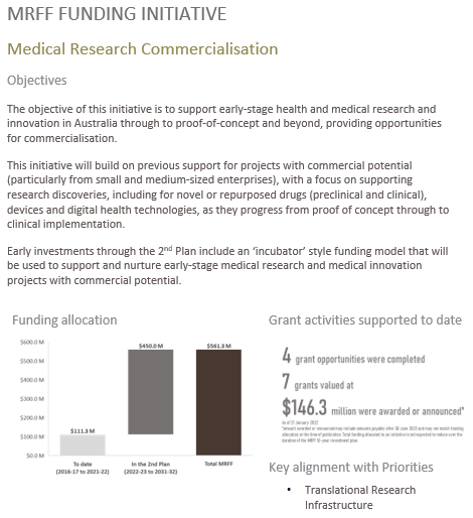 MRFF FUNDING INITIATIVE
Medical Research Commercialisation
Objectives
The objective of this initiative is to support early-stage health and medical research and
innovation in Australia through to proof-of-concept and beyond, providing opportunities
for commercialisation.
This initiative will build on previous support for projects with commercial potential
(particularly from small and medium-sized enterprises), with a focus on supporting
research discoveries, including for novel or repurposed drugs (preclinical and clinical),
devices and digital health technologies, as they progress from proof of concept through to
clinical implementation.
Early investments through the 2nd Plan include an ‘incubator’ style funding model that will
be used to support and nurture early-stage medical research and medical innovation
projects with commercial potential.
Funding allocation
$600.0 M
$500.0 M
$400.0 M
$300.0 M
$200.0 M
$100.0 M
$0.0 M
$111.3 M
$450.0 M
$561.3 M
To date
(2016-17 to 2021-22)
In the 2nd Plan
(2022-23 to 2031-32)
Total MRFF
Grant activities supported to date
4 grant opportunities were completed
7 grants valued at
$146.3 million were awarded or announced*
As of 31 January 2022
Key alignment with Priorities
• Translational Research
Infrastructure